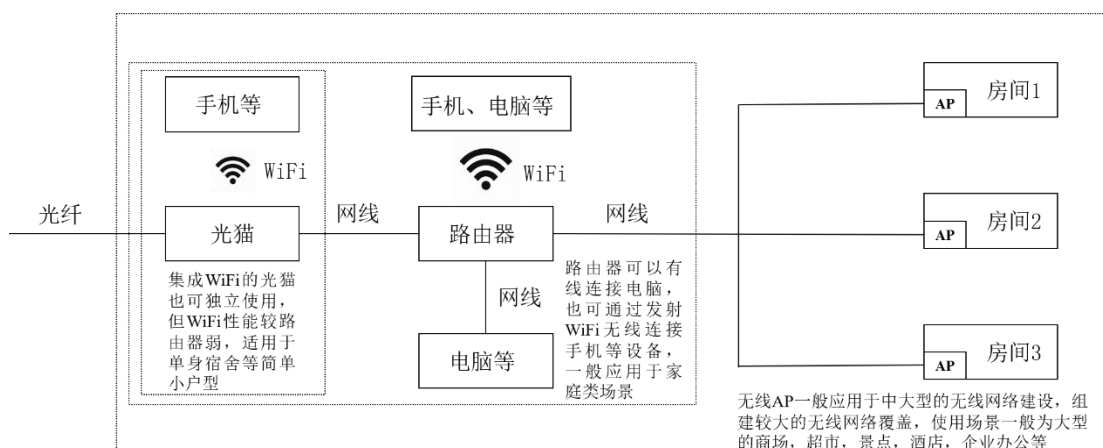 手机等
手机、电脑等
AP
房间1
WiFi
WiFi
光纤
光猫
网线
路由器
网线
AP
房间2
集成WiFi的光猫
也可独立使用，
但WiFi性能较路
由器弱，适用于
单身宿舍等简单
小户型
网线
电脑等
路由器可以有
线连接电脑，
也可通过发射
WiFi无线连接
手机等设备，
一般应用于家
庭类场景
AP
房间3
无线AP一般应用于中大型的无线网络建设，组
建较大的无线网络覆盖，使用场景一般为大型
的商场，超市，景点，酒店，企业办公等